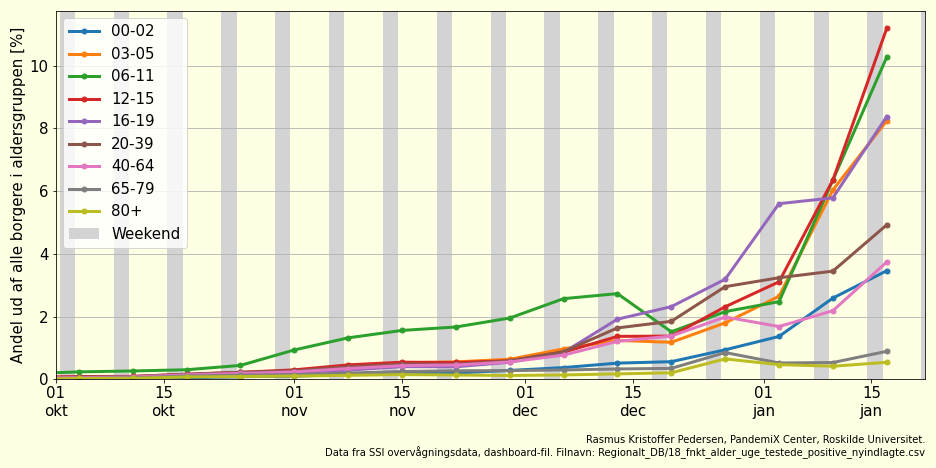 Andel ud af alle borgere i aldersgruppen [%]
10
8
6
4
2
0
00-02
03-05
06-11
12-15
16-19
20-39
40-64
65-79
80+
Weekend
01 15 01 15 01 15 01 15
okt okt nov nov dec dec jan jan
Rasmus Kristoffer Pedersen, PandemiX Center, Roskilde Universitet.
Data fra SSI overvågningsdata, dashboard-fil. Filnavn: Regionalt_DB/18_fnkt_alder_uge_testede_positive_nyindlagte.csv